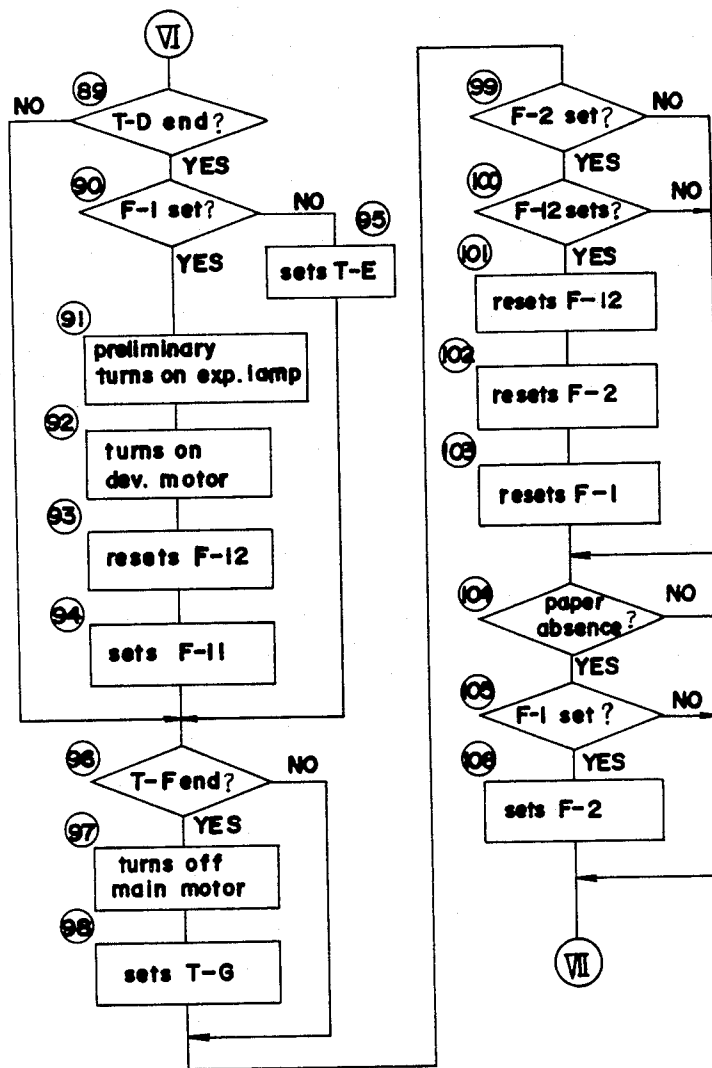 VI
89
NO
T-D end?
YES
90
F-1 set?
NO
YES
95
sets T-E
91
preliminary
turns on exp. lamp
92
turns on
dev. motor
93
resets F-12
94
sets F-11
96
T-F end?
NO
YES
97
turns off
main motor
98
sets T-G
99
F-2 set?
NO
YES
100
F-12 sets?
NO
YES
101
resets F-12
102
resets F-2
103
resets F-1
104
paper
absence?
NO
YES
105
F-1 set?
NO
YES
106
sets F-2
VII